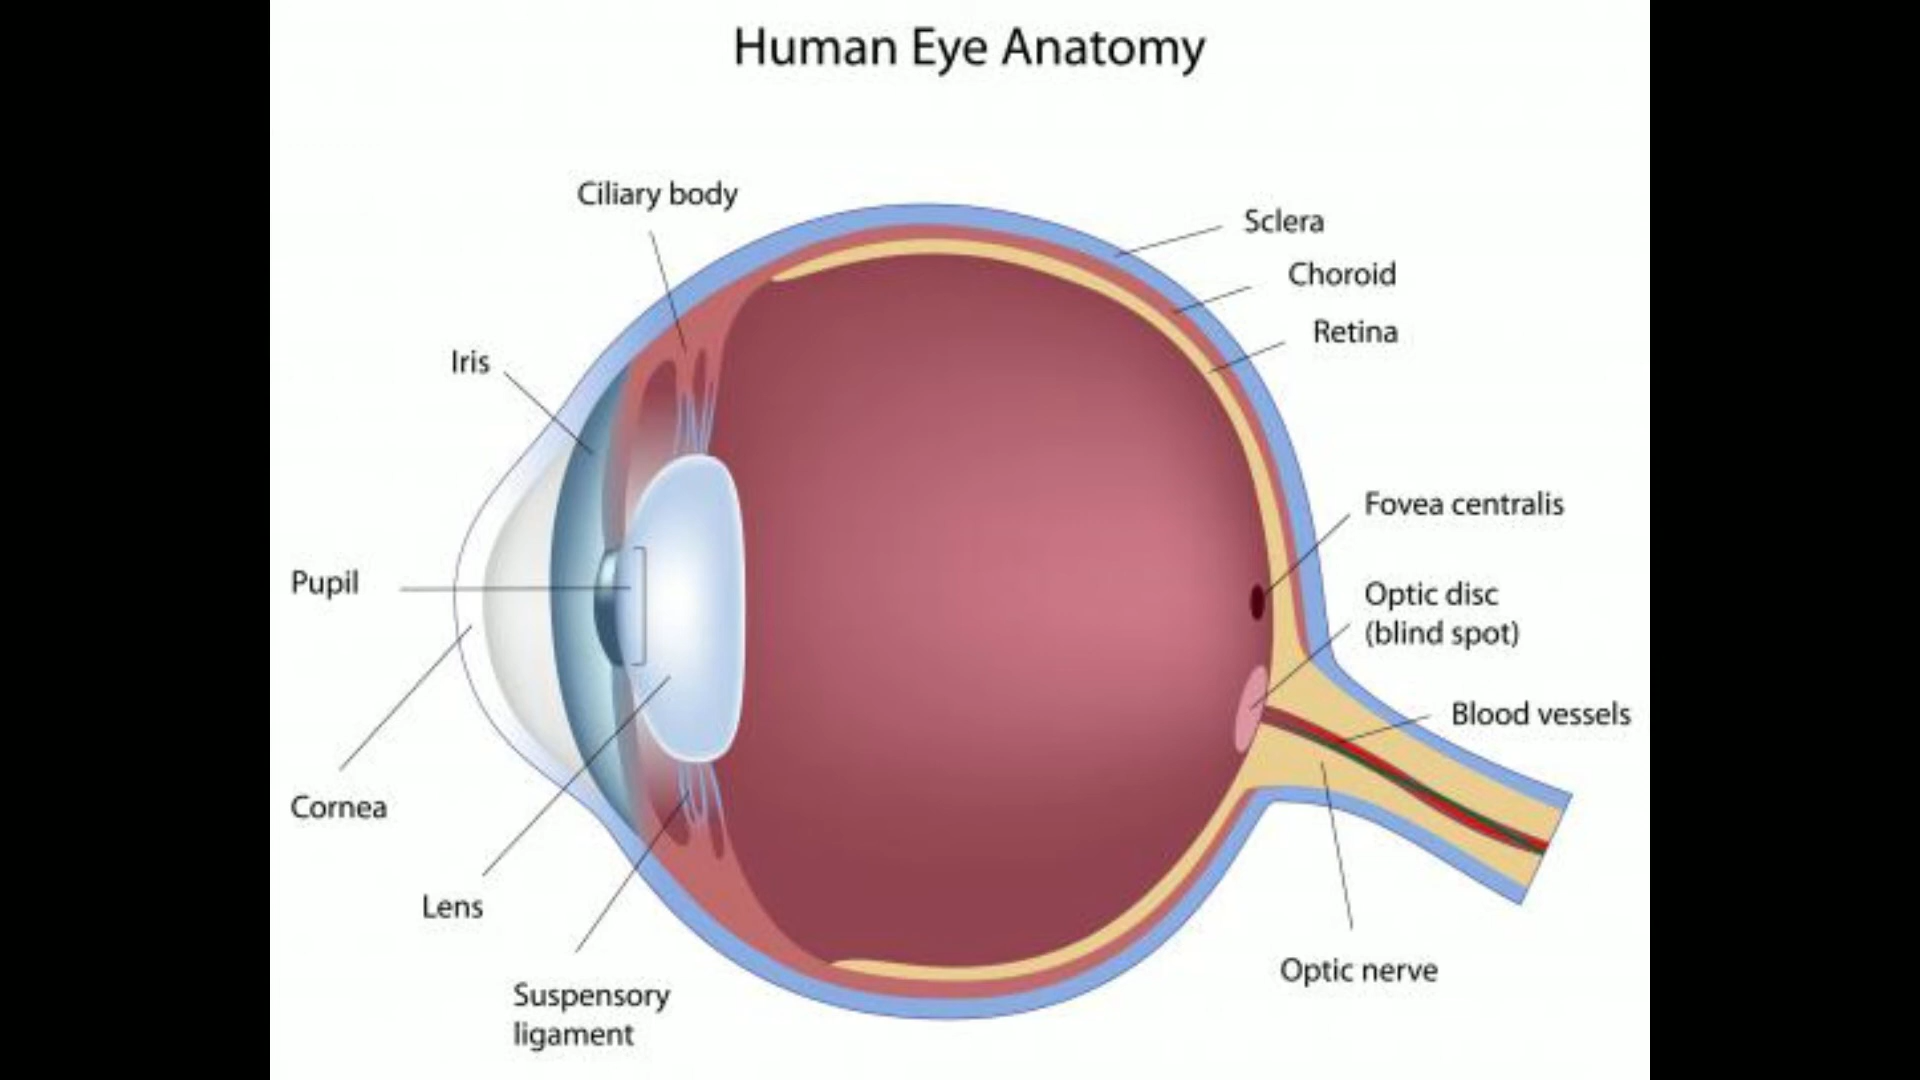 Human Eye Anatomy
Ciliary body
Sclera
Choroid
Retina
Iris
Fovea centralis
Pupil
Optic disc
(blind spot)
Blood vessels
Cornea
Lens
Optic nerve
Suspensory
ligament